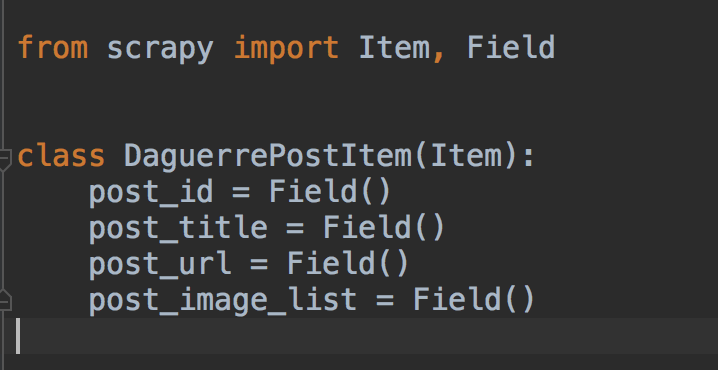 from scrapy import Item, Field
class DaguerrePostItem(Item):
    post_id = Field()
    post_title = Field()
    post_url = Field()
    post_image_list = Field()